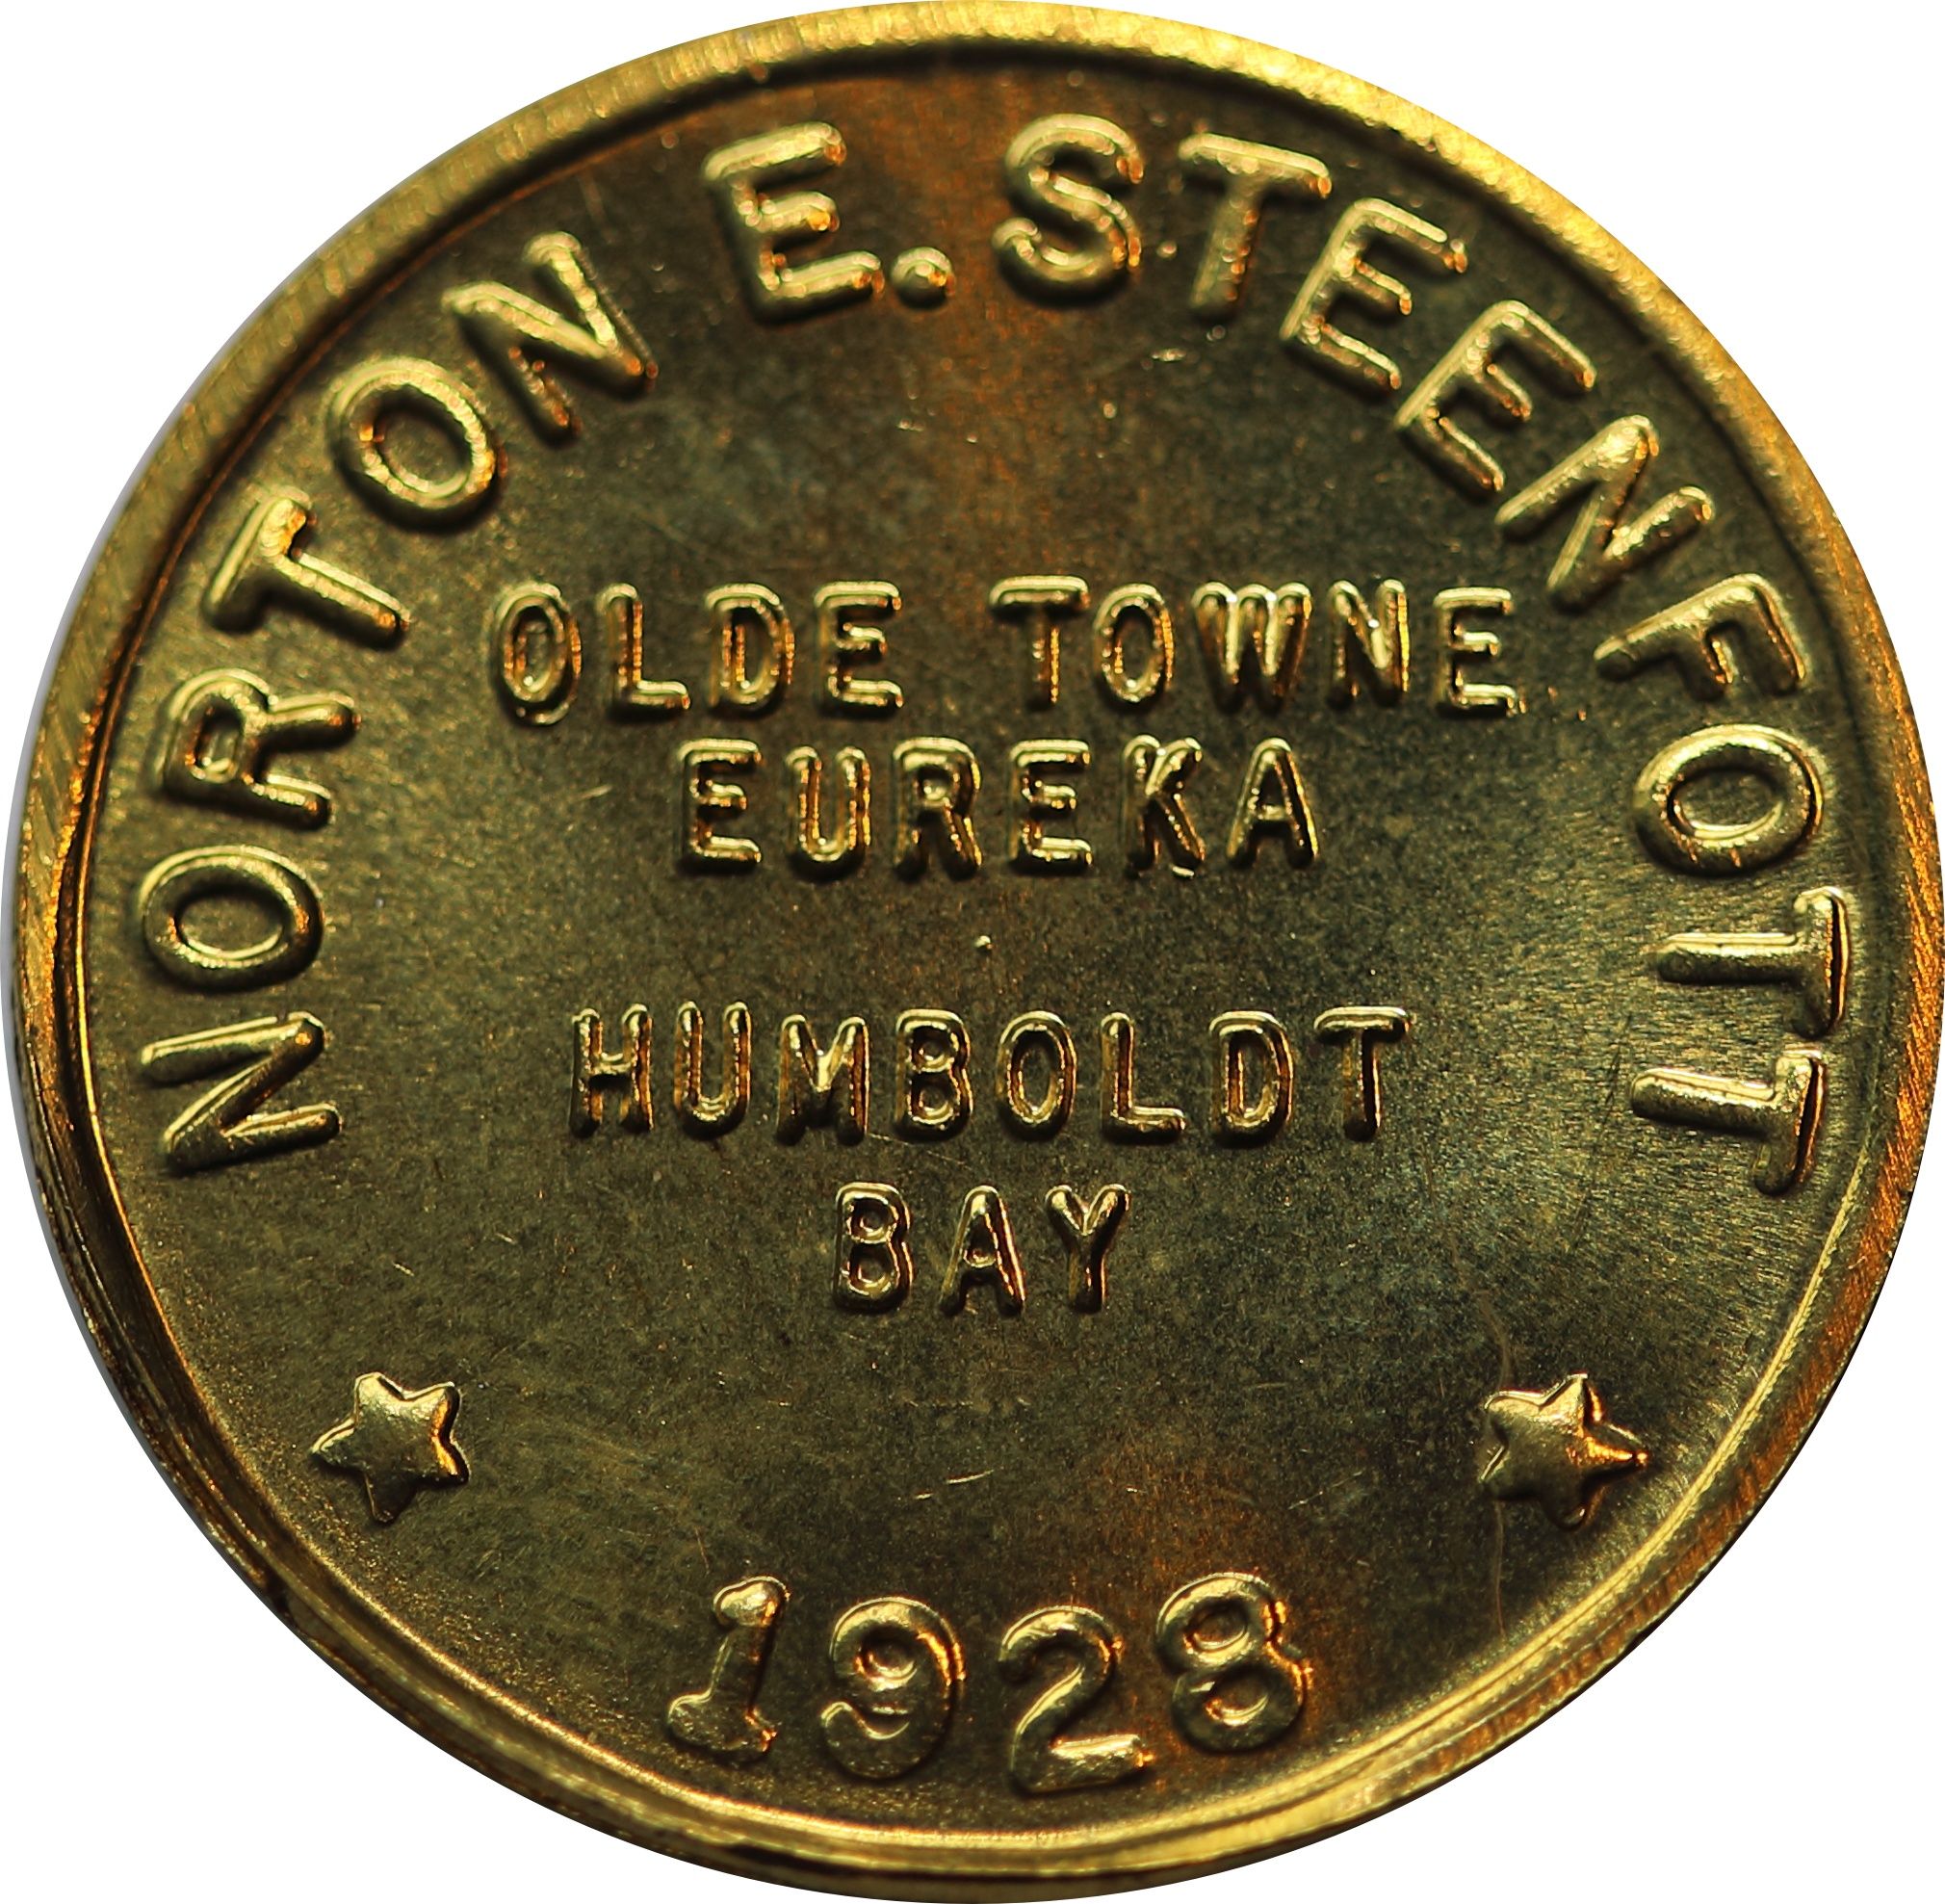 NORTON E. STEENFOTT
OLDE TOWNE
EUREKA
HUMBOLDT
BAY
1928